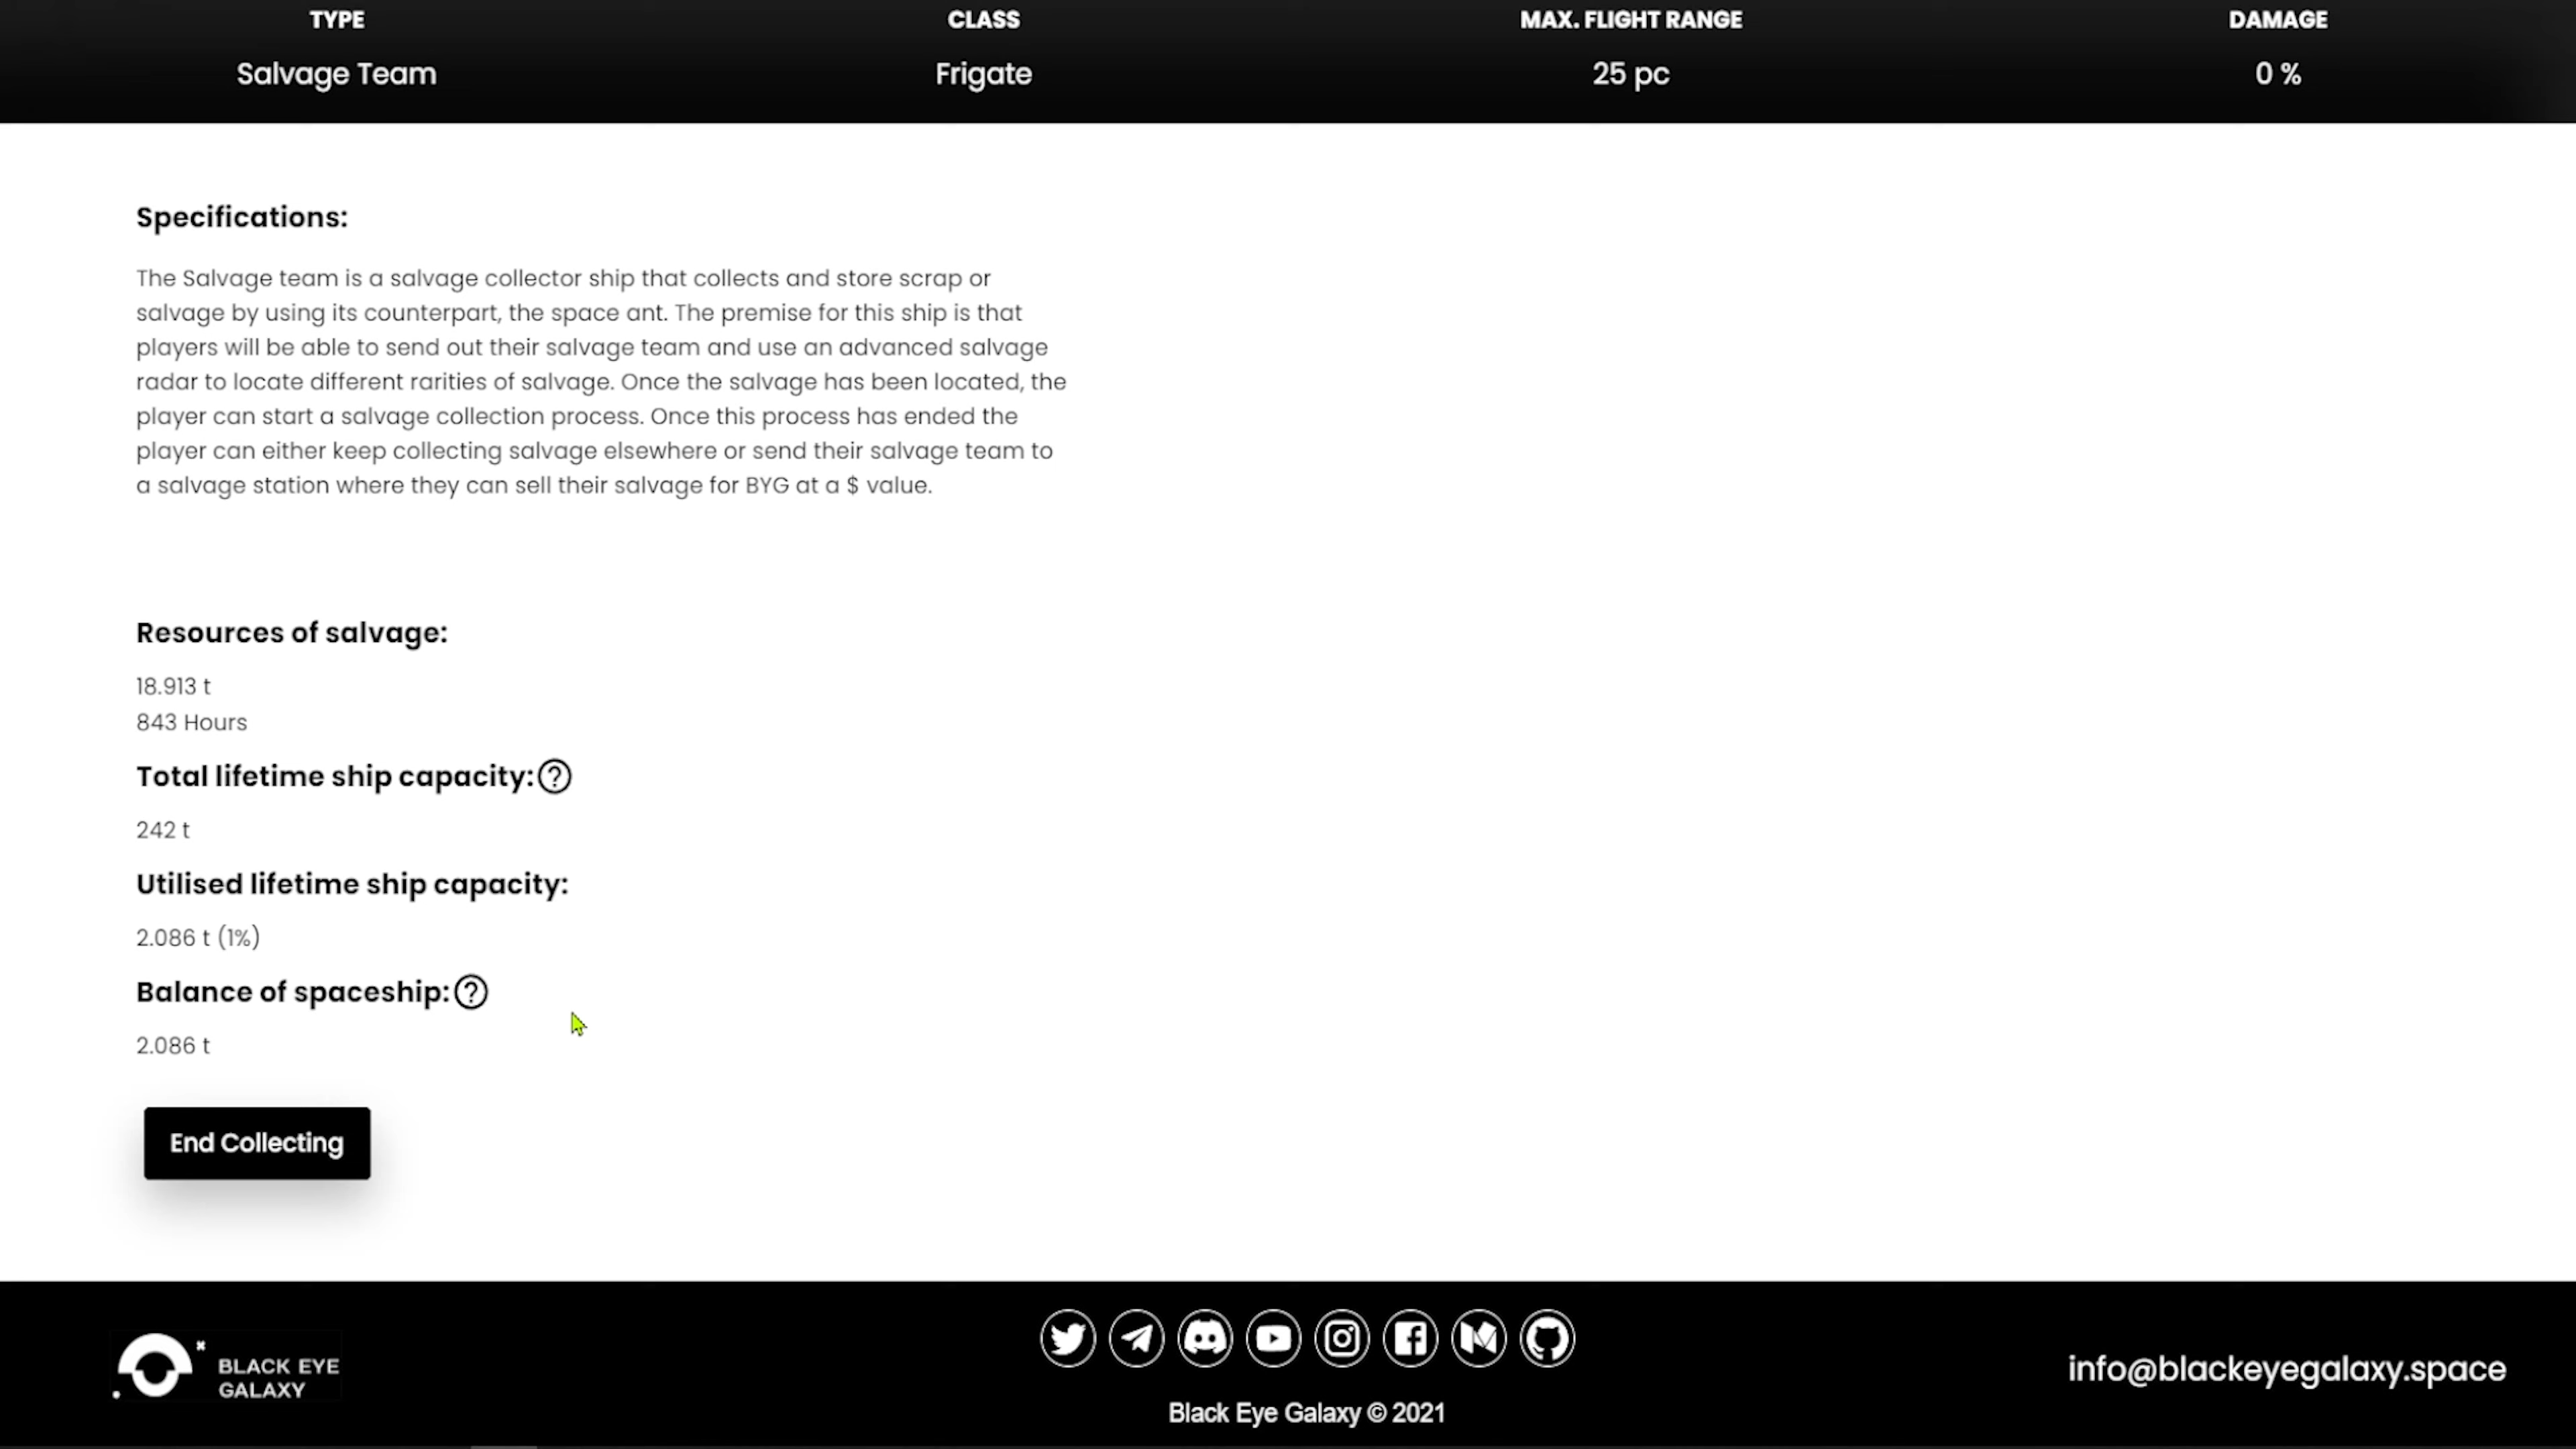 TYPE CLASS MAX. FLIGHT RANGE DAMAGE
Salvage Team Frigate 25 pc 0 %
Specifications:
The Salvage team is a salvage collector ship that collects and store scrap or
salvage by using its counterpart, the space ant. The premise for this ship is that
players will be able to send out their salvage team and use an advanced salvage
radar to locate different rarities of salvage. Once the salvage has been located, the
player can start a salvage collection process. Once this process has ended the
player can either keep collecting salvage elsewhere or send their salvage team to
a salvage station where they can sell their salvage for BYG at a $ value.
Resources of salvage:
18.913 t
843 Hours
Total lifetime ship capacity: ?
242 t
Utilised lifetime ship capacity:
2.086 t (1%)
Balance of spaceship: ?
2.086 t
End Collecting
BLACK EYE
GALAXY
Black Eye Galaxy © 2021
info@blackeyegalaxy.space